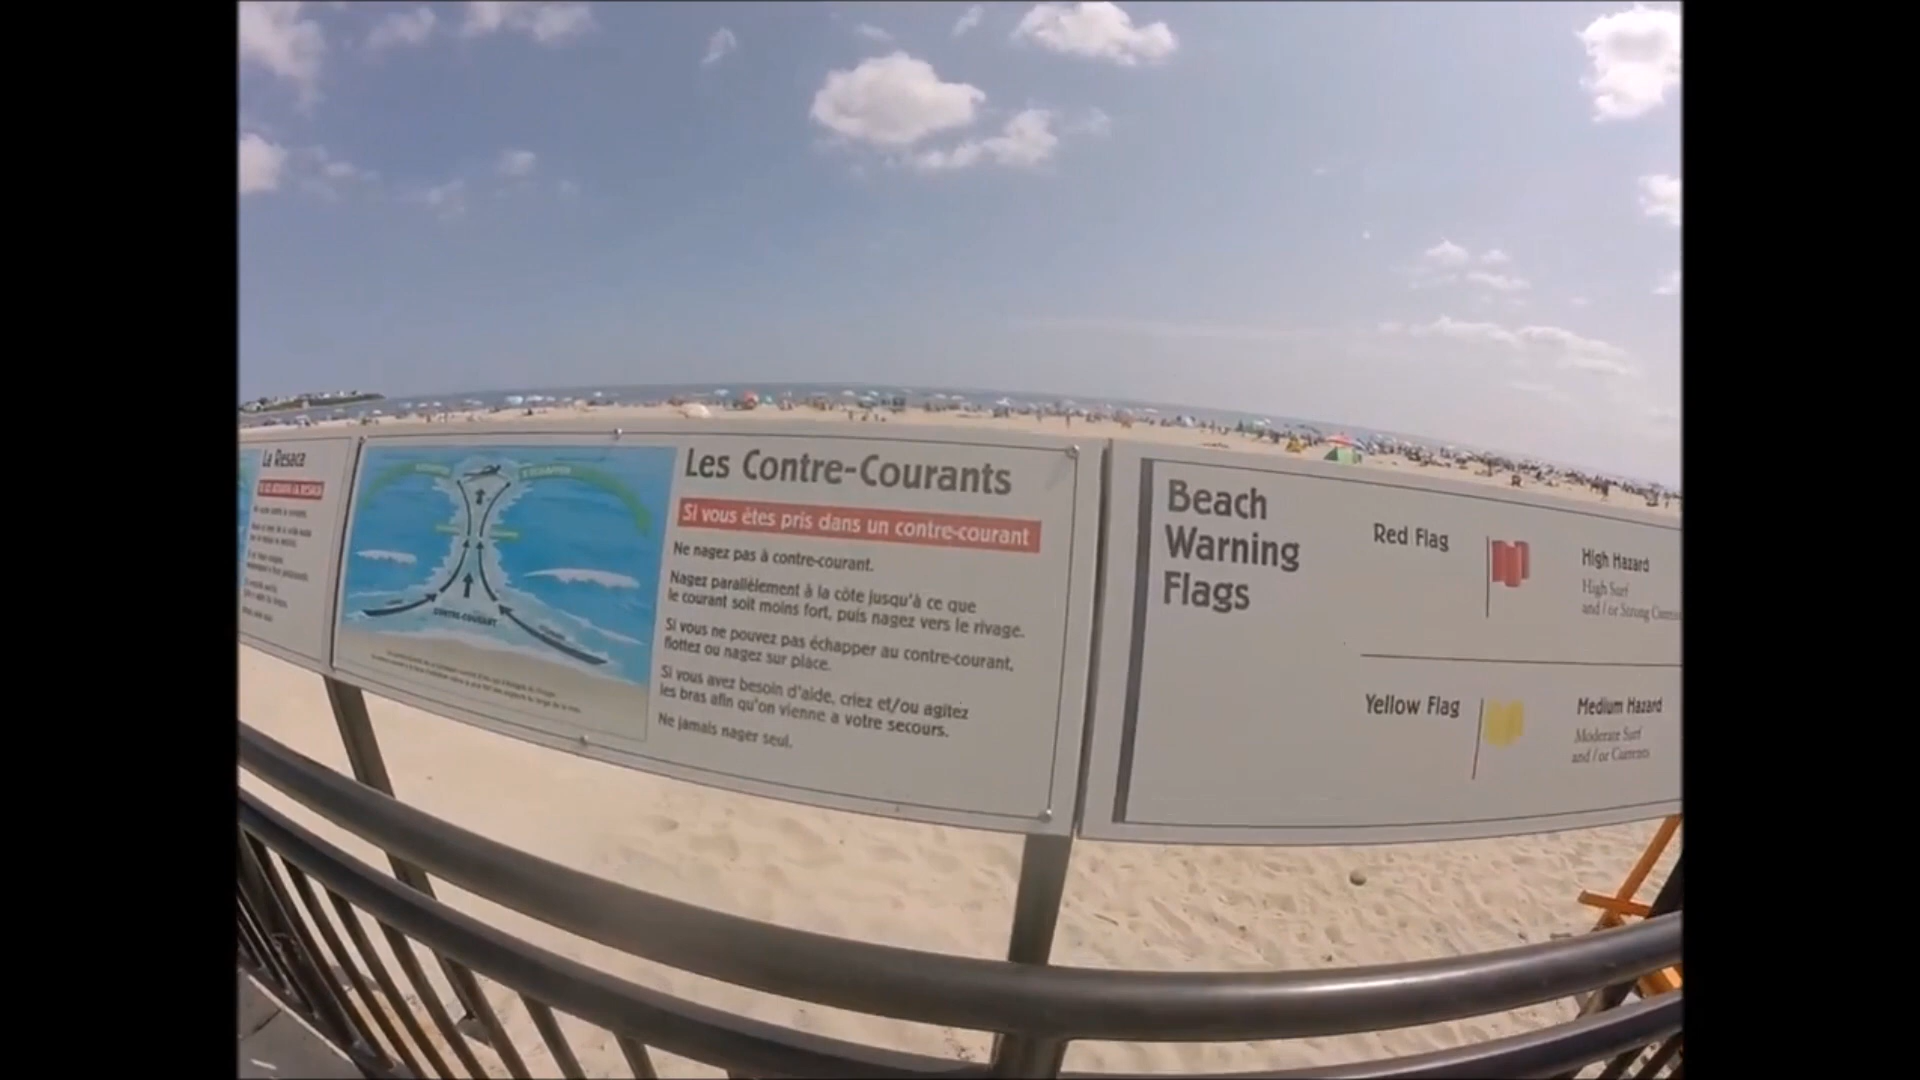 La Resaca
Les Contre-Courants
Si vous êtes pris dans un contre-courant
Ne nagez pas à contre-courant.
Nagez parallèlement à la côte jusqu'à ce que
le courant soit moins fort, puis nagez vers le rivage.
Si vous ne pouvez pas échapper au contre-courant,
flottez ou nagez sur place.
Si vous avez besoin d'aide, criez et/ou agitez
les bras afin qu'on vienne a votre secours.
Ne jamais nager seul.
CONTRE-COURANT
Beach
Warning
Flags
Red Flag
High Hazard
High Surf
and / or Strong
Yellow Flag
Medium Hazard
Moderate Surf
and / or Currents